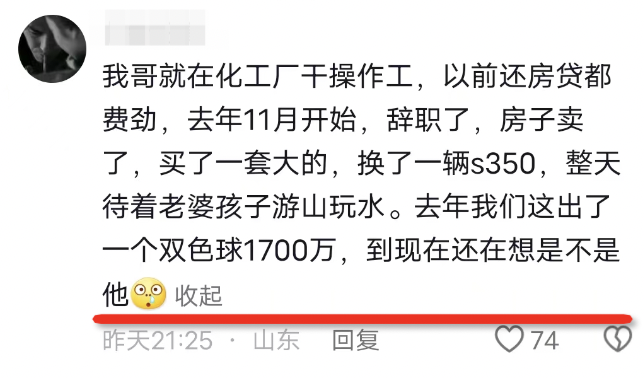 我哥就在化工厂干操作工，以前还房贷都
费劲，去年11月开始，辞职了，房子卖
了，买了一套大的，换了一辆s350，整天
待着老婆孩子游山玩水。去年我们这出了
一个双色球1700万，到现在还在想是不是
他 收起
昨天21:25 · 山东 回复 74